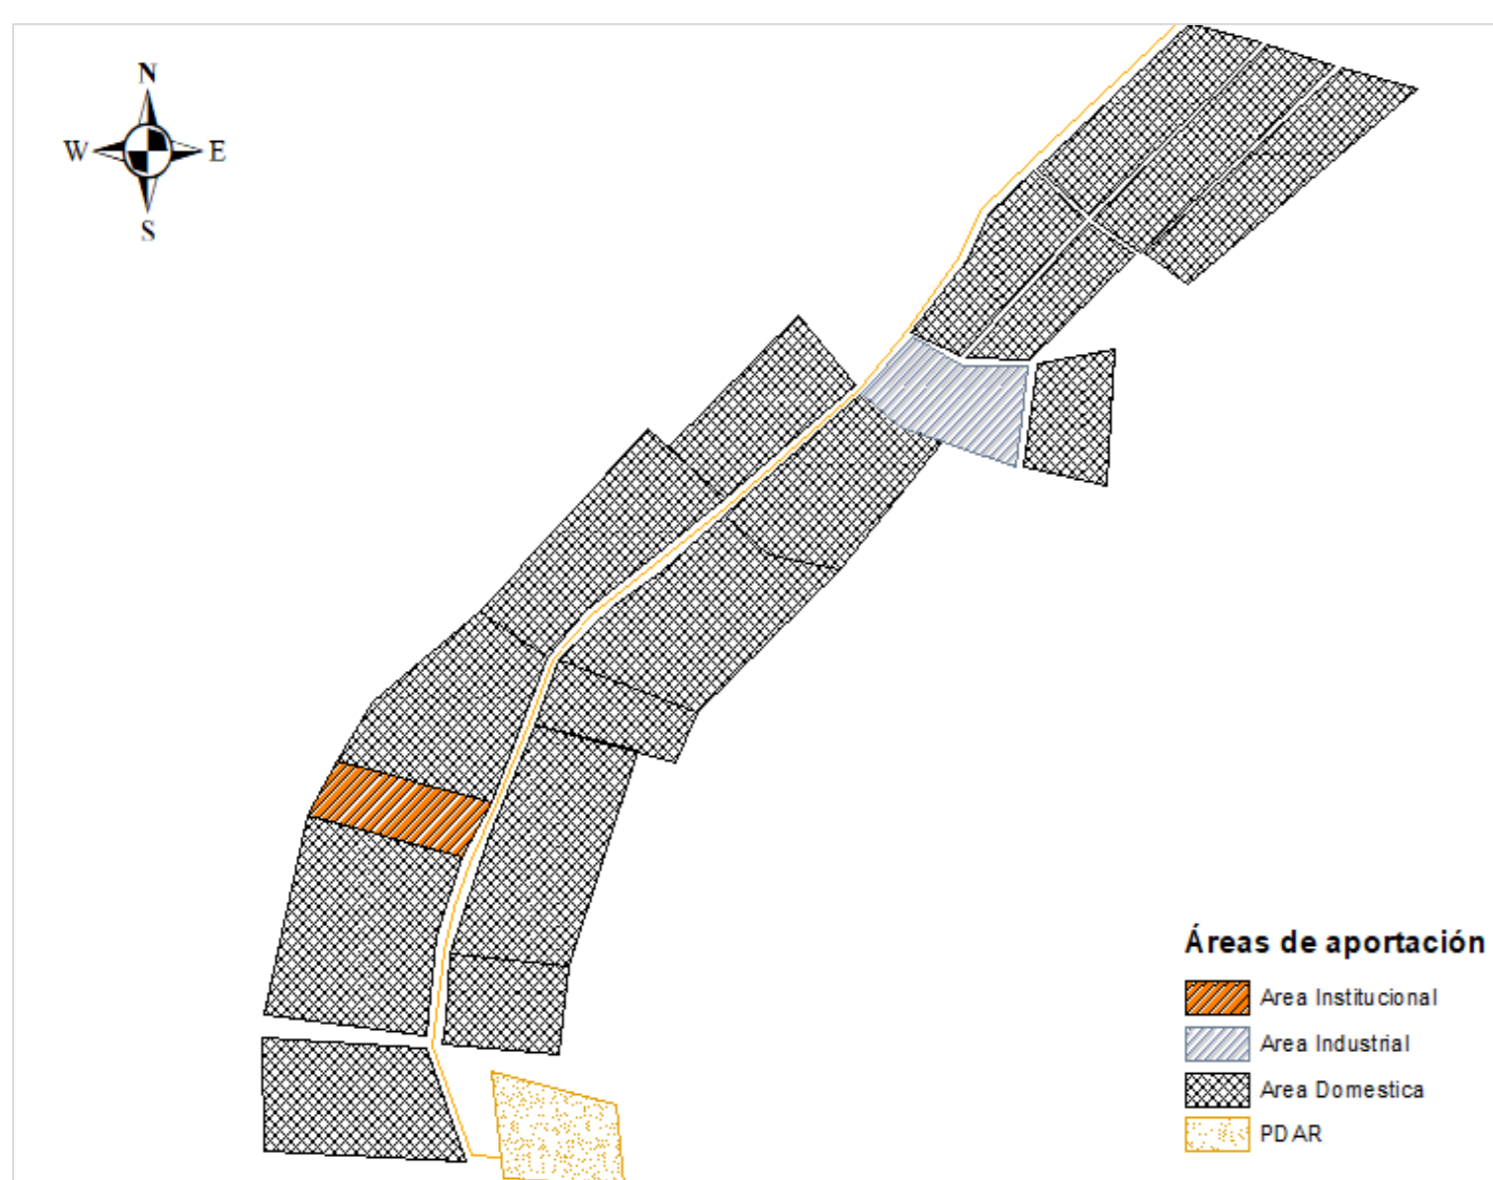 N
W E
S
Áreas de aportación
Area Institucional
Area Industrial
Area Domestica
PDAR